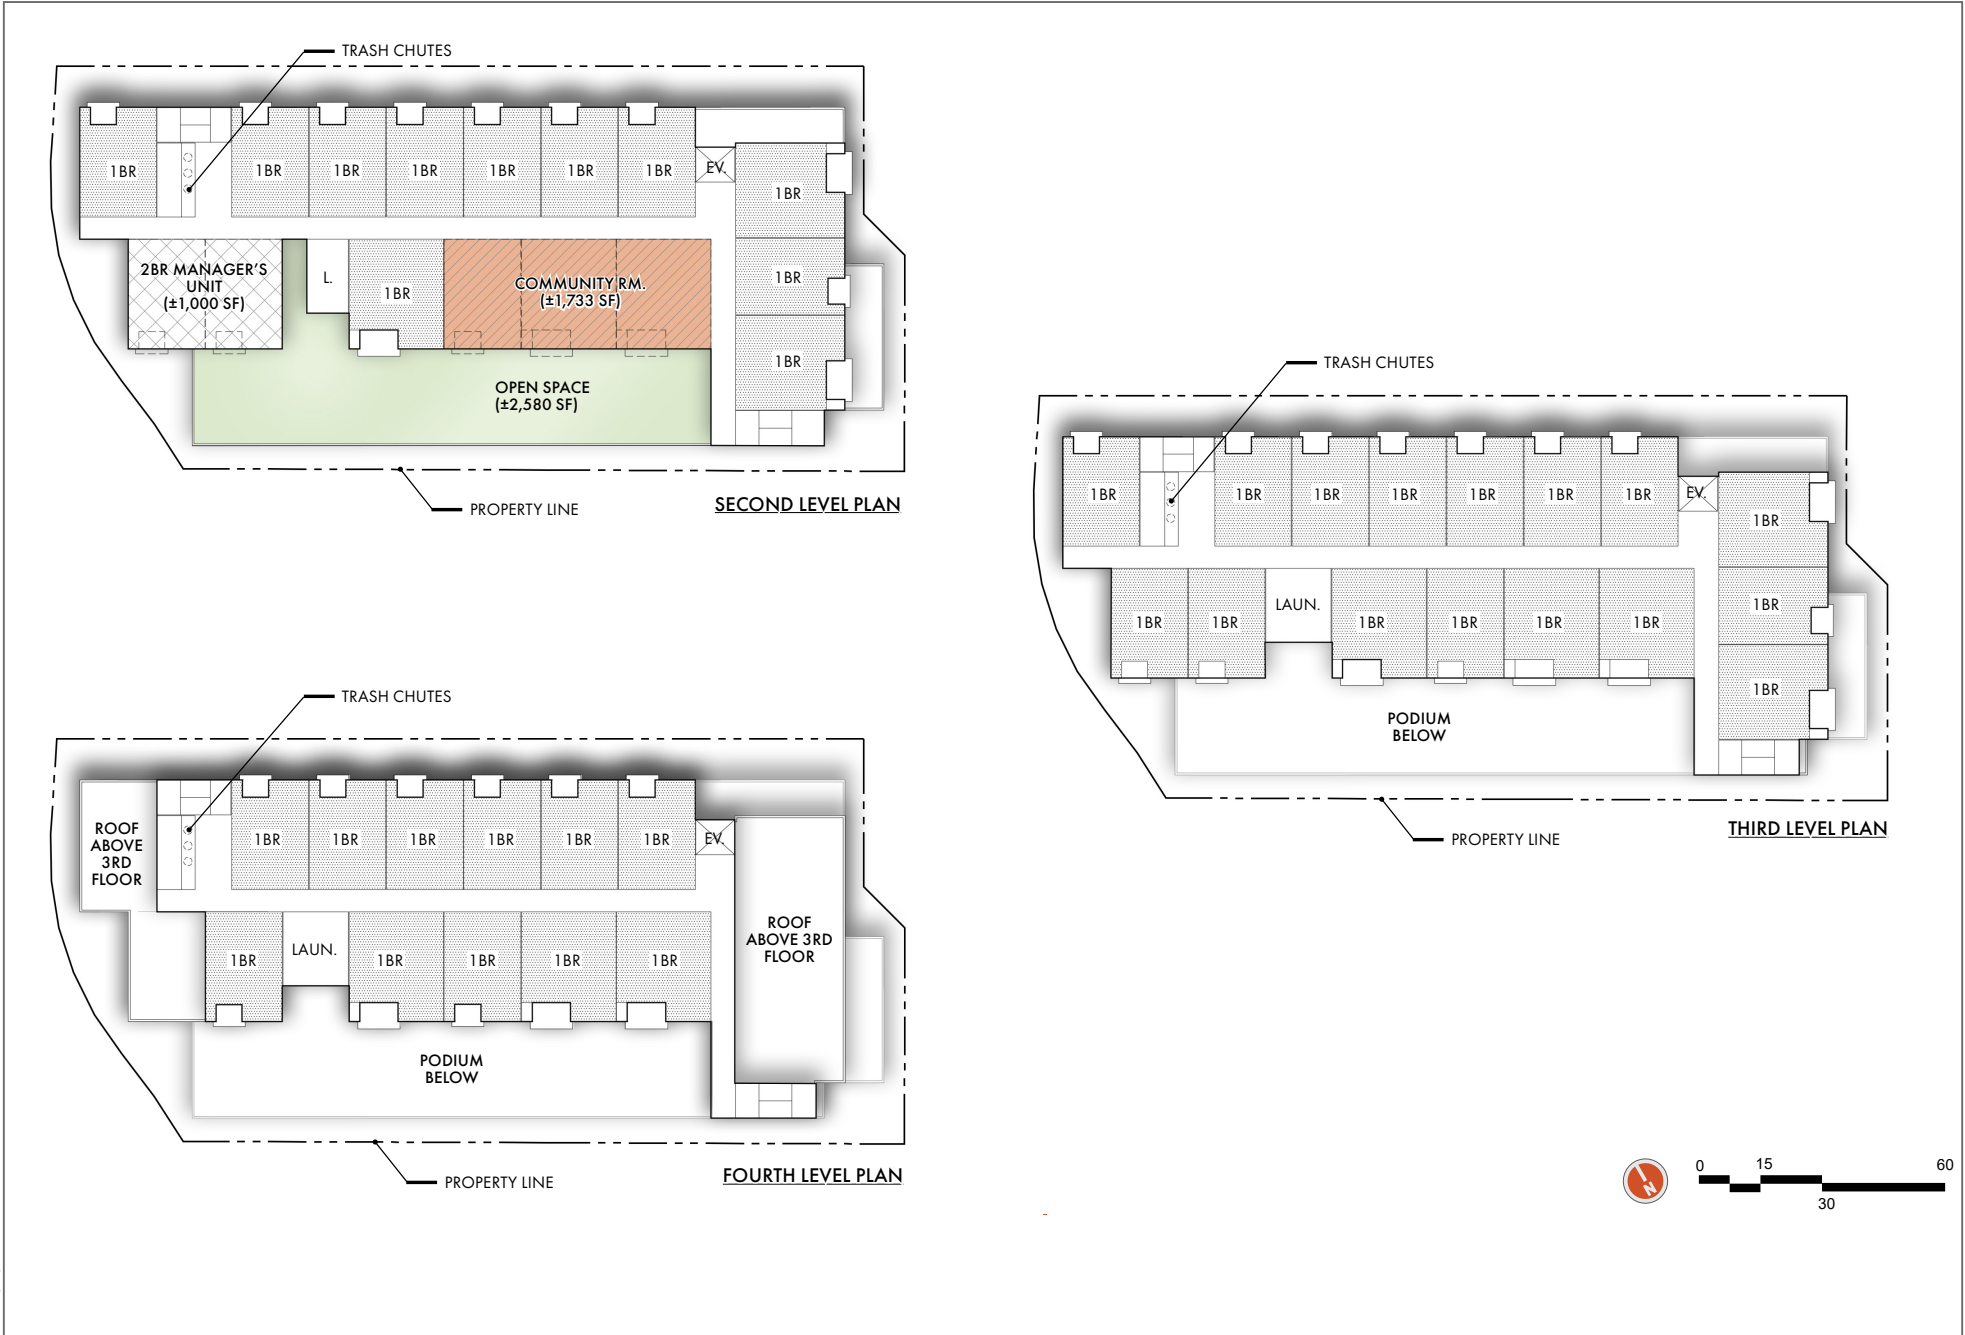 TRASH CHUTES
1BR
1BR
1BR
1BR
1BR
1BR
1BR
EV.
1BR
2BR MANAGER'S
UNIT
(±1,000 SF)
L.
1BR
COMMUNITY RM.
(±1,733 SF)
1BR
1BR
OPEN SPACE
(±2,580 SF)
PROPERTY LINE
SECOND LEVEL PLAN
TRASH CHUTES
1BR
1BR
1BR
1BR
1BR
1BR
1BR
EV.
1BR
1BR
1BR
LAUN.
1BR
1BR
1BR
1BR
1BR
1BR
PODIUM
BELOW
PROPERTY LINE
THIRD LEVEL PLAN
TRASH CHUTES
ROOF
ABOVE
3RD
FLOOR
1BR
1BR
1BR
1BR
1BR
1BR
EV.
1BR
LAUN.
1BR
1BR
1BR
1BR
ROOF
ABOVE 3RD
FLOOR
PODIUM
BELOW
PROPERTY LINE
FOURTH LEVEL PLAN
N
0 15 60
30